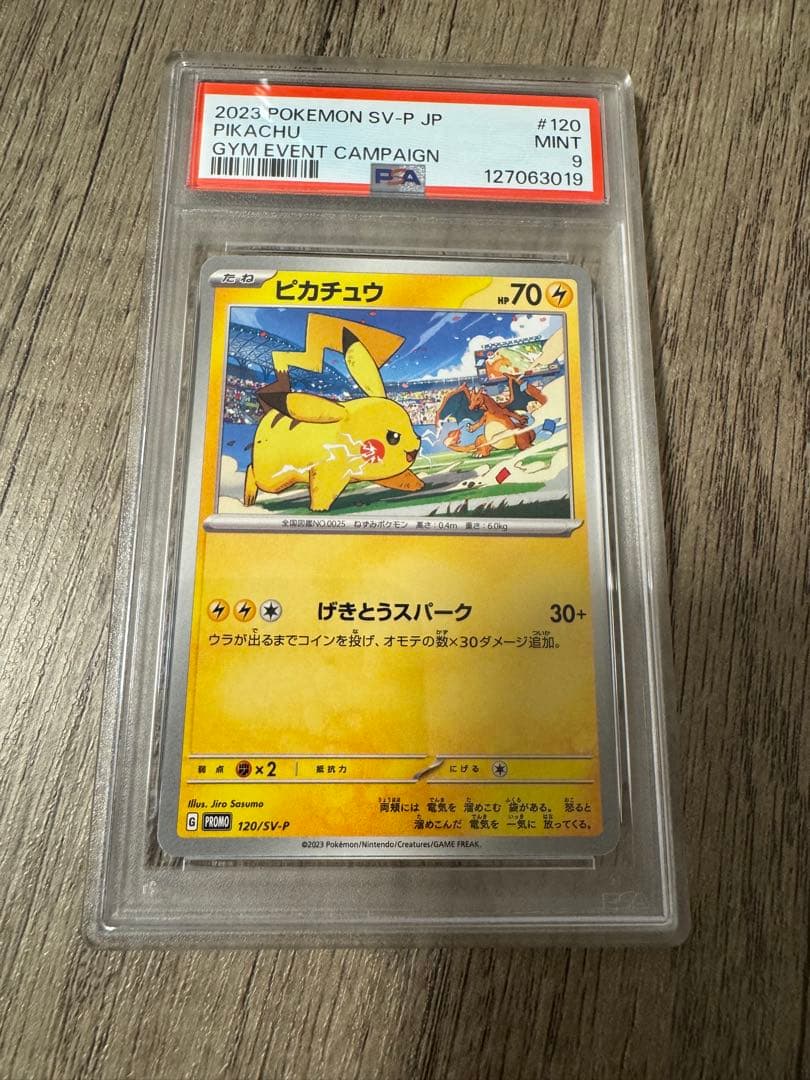 2023 POKEMON SV-P JP
#120
PIKACHU
MINT
GYM EVENT CAMPAIGN
9
PSA
127063019
たね
ピカチュウ
HP70
全国図鑑NO.0025 ねずみポケモン 高さ:0.4m 重さ:6.0kg
げきとうスパーク 30+
ウラが出るまでコインを投げ、オモテの数×30ダメージ追加。
弱点 ×2 抵抗力 にげる
Illus. Jiro Sasumo
両頬には 電気を 溜めこむ 袋がある。 怒ると
溜めこんだ 電気を 一気に 放ってくる。
G PROMO 120/SV-P
©2023 Pokémon/Nintendo/Creatures/GAME FREAK.
PSA